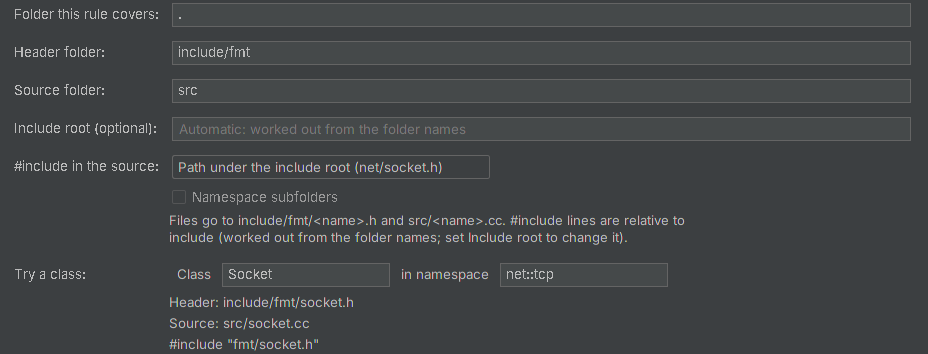 Folder this rule covers: .
Header folder: include/fmt
Source folder: src
Include root (optional): Automatic: worked out from the folder names
#include in the source: Path under the include root (net/socket.h)
Namespace subfolders
Files go to include/fmt/<name>.h and src/<name>.cc. #include lines are relative to
include (worked out from the folder names; set Include root to change it).
Try a class: Class Socket in namespace net::tcp
Header: include/fmt/socket.h
Source: src/socket.cc
#include "fmt/socket.h"